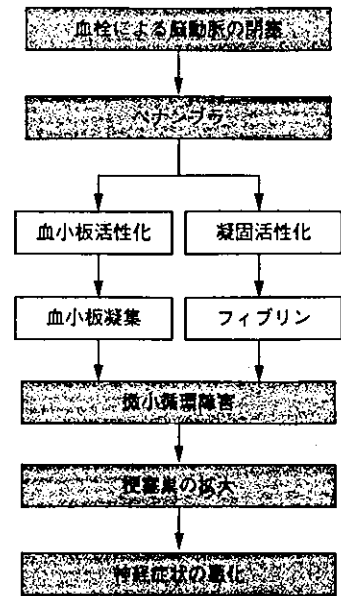 血栓による脳動脈の閉塞
ペナンブラ
血小板活性化
凝固活性化
血小板凝集
フィブリン
微小循環障害
梗塞巣の拡大
神経症状の悪化